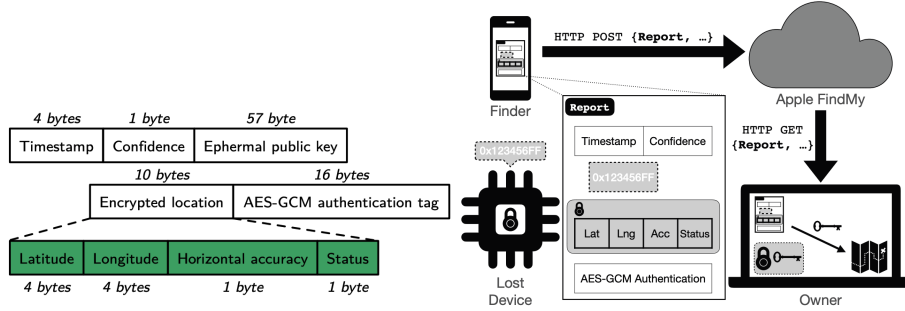 4 bytes 1 byte 57 byte
Timestamp Confidence Ephermal public key
10 bytes 16 bytes
Encrypted location AES-GCM authentication tag
Latitude Longitude Horizontal accuracy Status
4 bytes 4 bytes 1 byte 1 byte
HTTP POST {Report, …}
Finder
Apple FindMy
Report
Timestamp Confidence
0x123456FF
0x123456FF
Lat Lng Acc Status
AES-GCM Authentication
Lost
Device
HTTP GET
{Report, …}
Owner